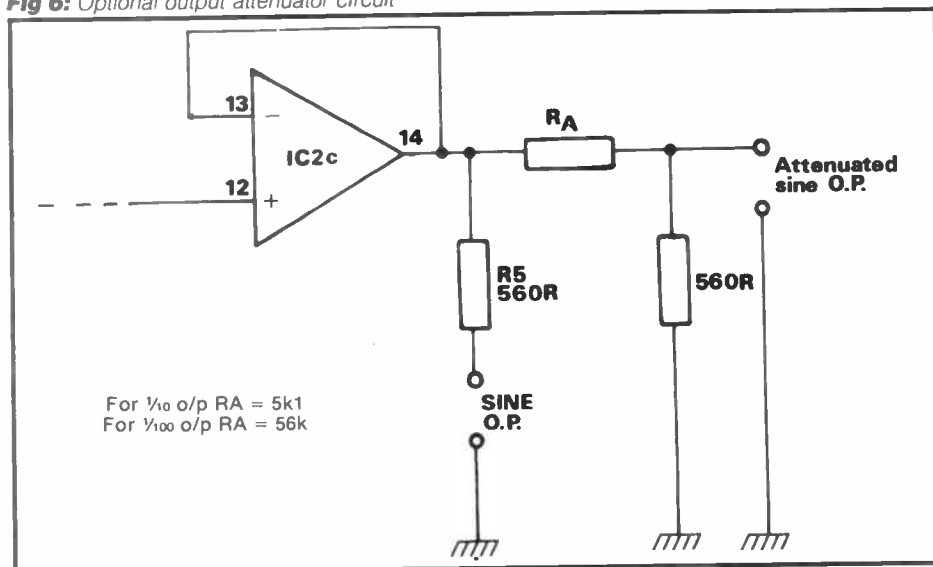 Fig 6: Optional output attenuator circuit
13
−
IC2c
14
12
+
RA
Attenuated
sine O.P.
R5
560R
560R
SINE
O.P.
For 1/10 o/p RA = 5k1
For 1/100 o/p RA = 56k